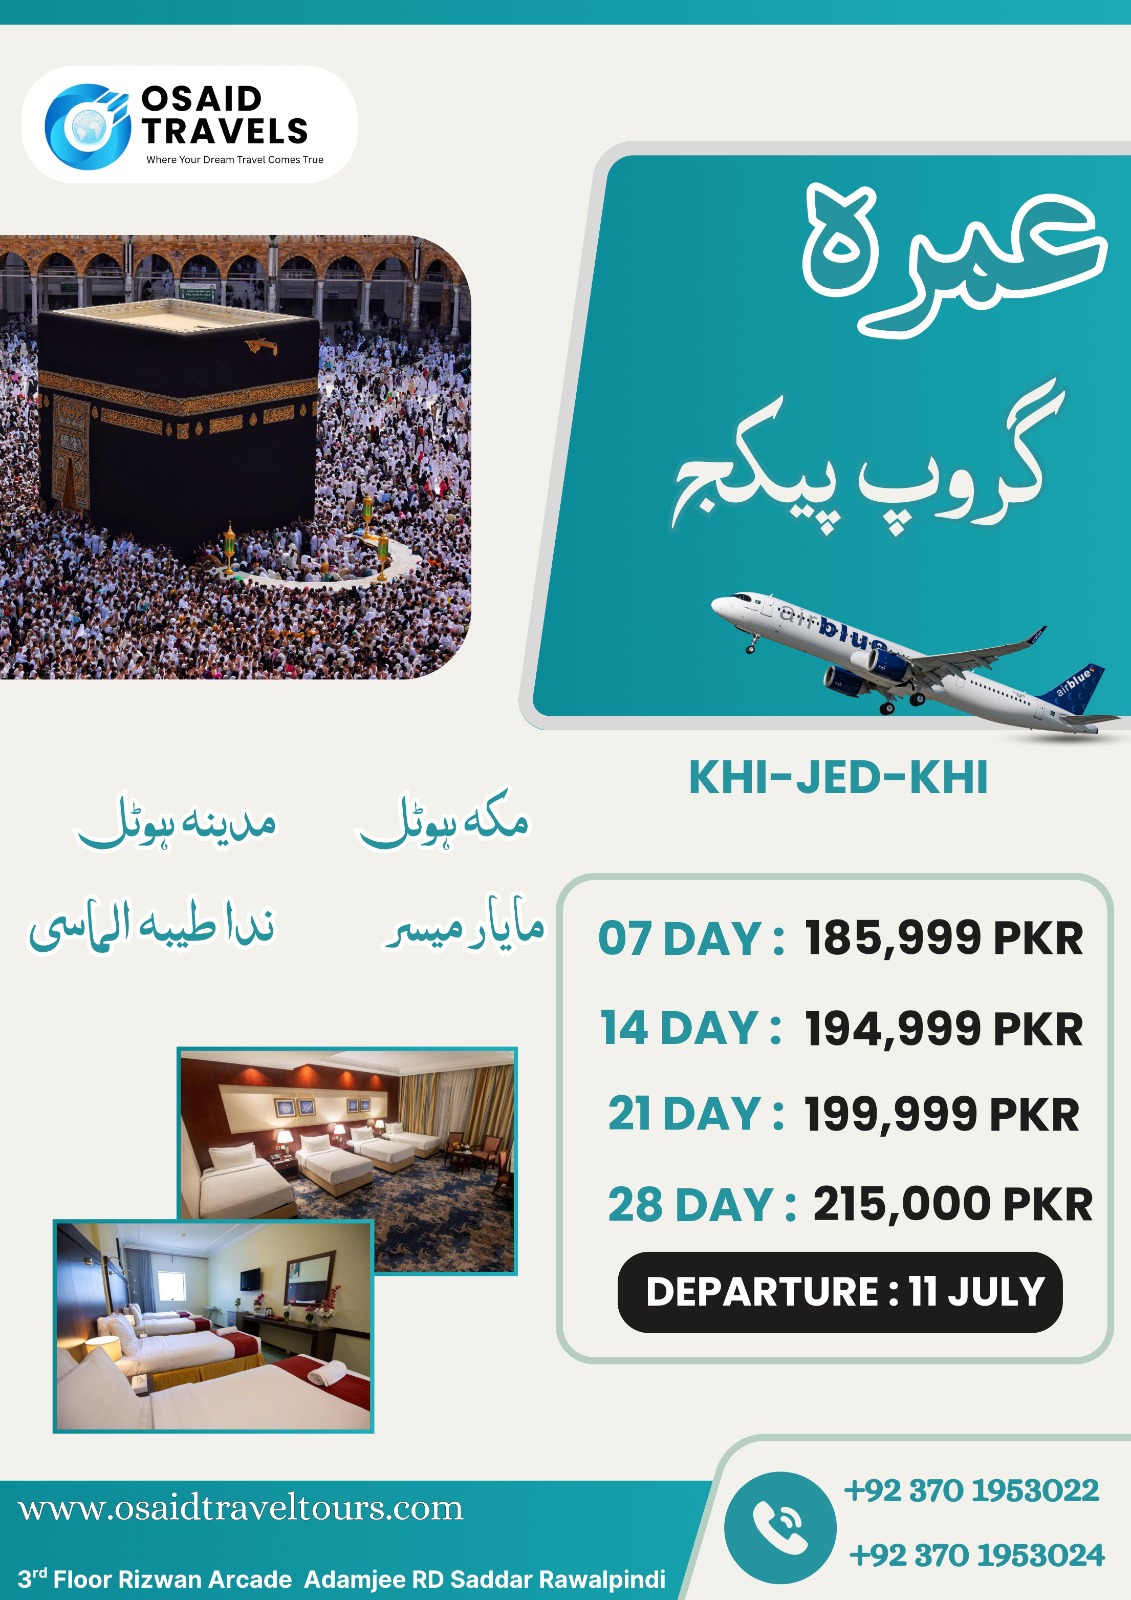 OSAID
TRAVELS
Where Your Dream Travel Comes True
عمرہ
گروپ پیکج
airblue
airblue
KHI-JED-KHI
مکہ ہوٹل
مدینہ ہوٹل
مایار میسر
ندا طیبہ الماسی
07 DAY : 185,999 PKR
14 DAY : 194,999 PKR
21 DAY : 199,999 PKR
28 DAY : 215,000 PKR
DEPARTURE : 11 JULY
www.osaidtraveltours.com
3rd Floor Rizwan Arcade Adamjee RD Saddar Rawalpindi
+92 370 1953022
+92 370 1953024